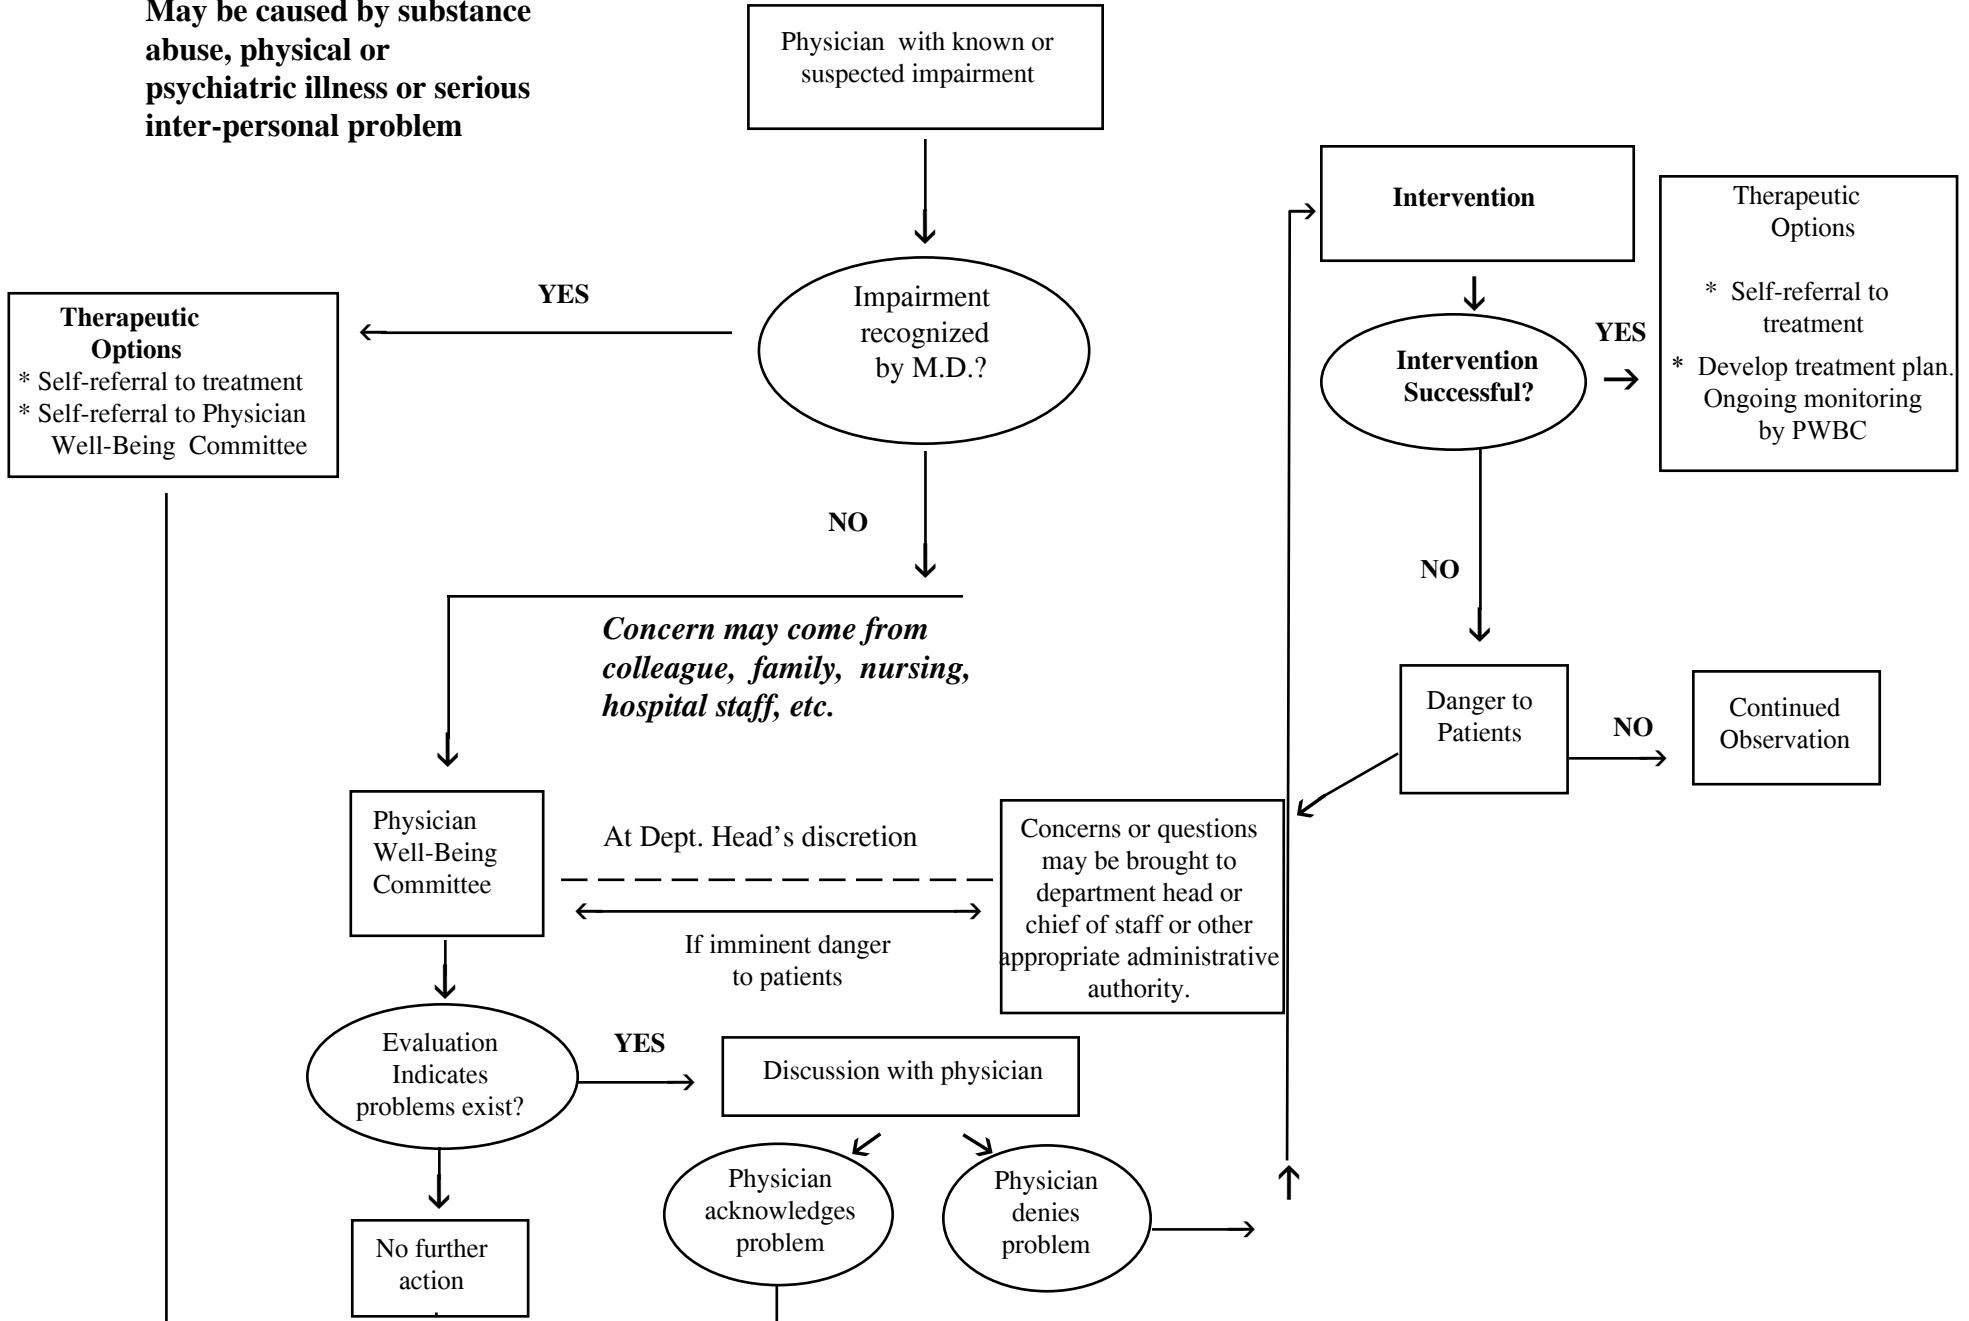 May be caused by substance
abuse, physical or
psychiatric illness or serious
inter-personal problem
Physician with known or
suspected impairment
Impairment
recognized
by M.D.?
YES
Therapeutic
Options
* Self-referral to treatment
* Self-referral to Physician
Well-Being Committee
NO
Concern may come from
colleague, family, nursing,
hospital staff, etc.
Physician
Well-Being
Committee
At Dept. Head’s discretion
If imminent danger
to patients
Concerns or questions
may be brought to
department head or
chief of staff or other
appropriate administrative
authority.
Evaluation
Indicates
problems exist?
YES
Discussion with physician
No further
action
Physician
acknowledges
problem
Physician
denies
problem
Intervention
Intervention
Successful?
YES
Therapeutic
Options
* Self-referral to
treatment
* Develop treatment plan.
Ongoing monitoring
by PWBC
NO
Danger to
Patients
NO
Continued
Observation